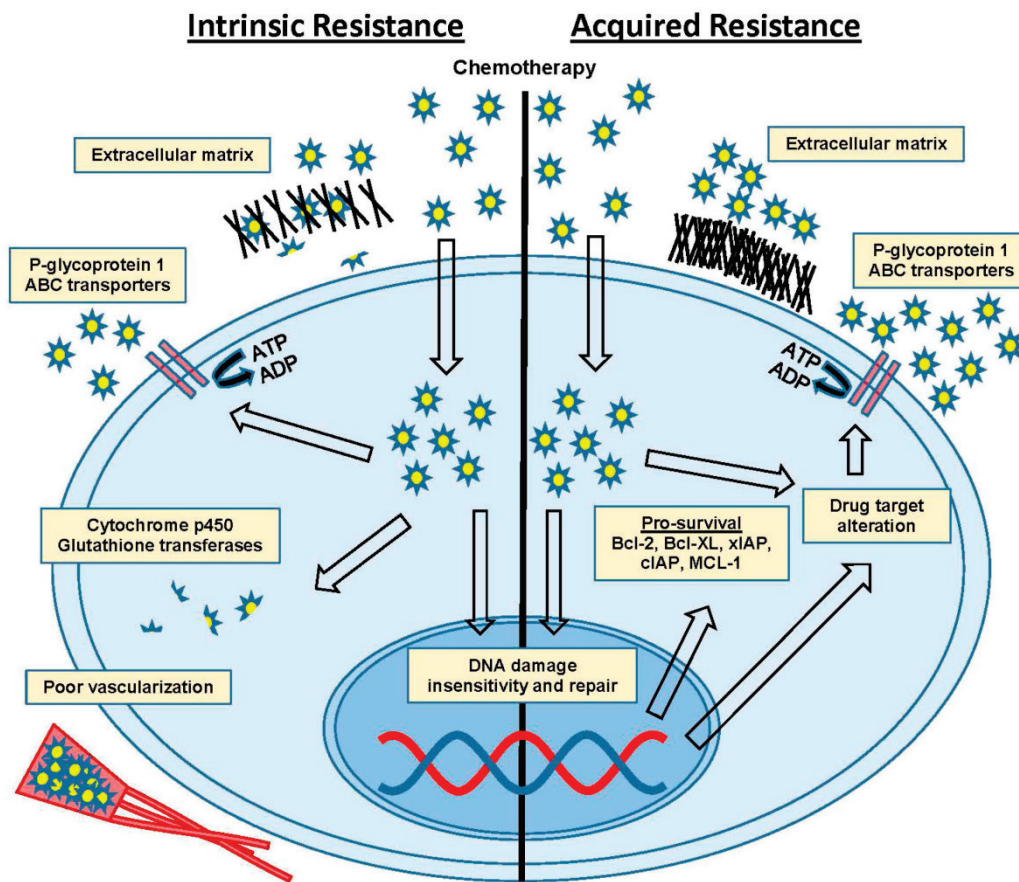 Intrinsic Resistance
Acquired Resistance
Chemotherapy
Extracellular matrix
Extracellular matrix
P-glycoprotein 1
ABC transporters
P-glycoprotein 1
ABC transporters
ATP
ADP
ATP
ADP
Cytochrome p450
Glutathione transferases
Pro-survival
Bcl-2, Bcl-XL, xIAP,
cIAP, MCL-1
Drug target
alteration
Poor vascularization
DNA damage
insensitivity and repair